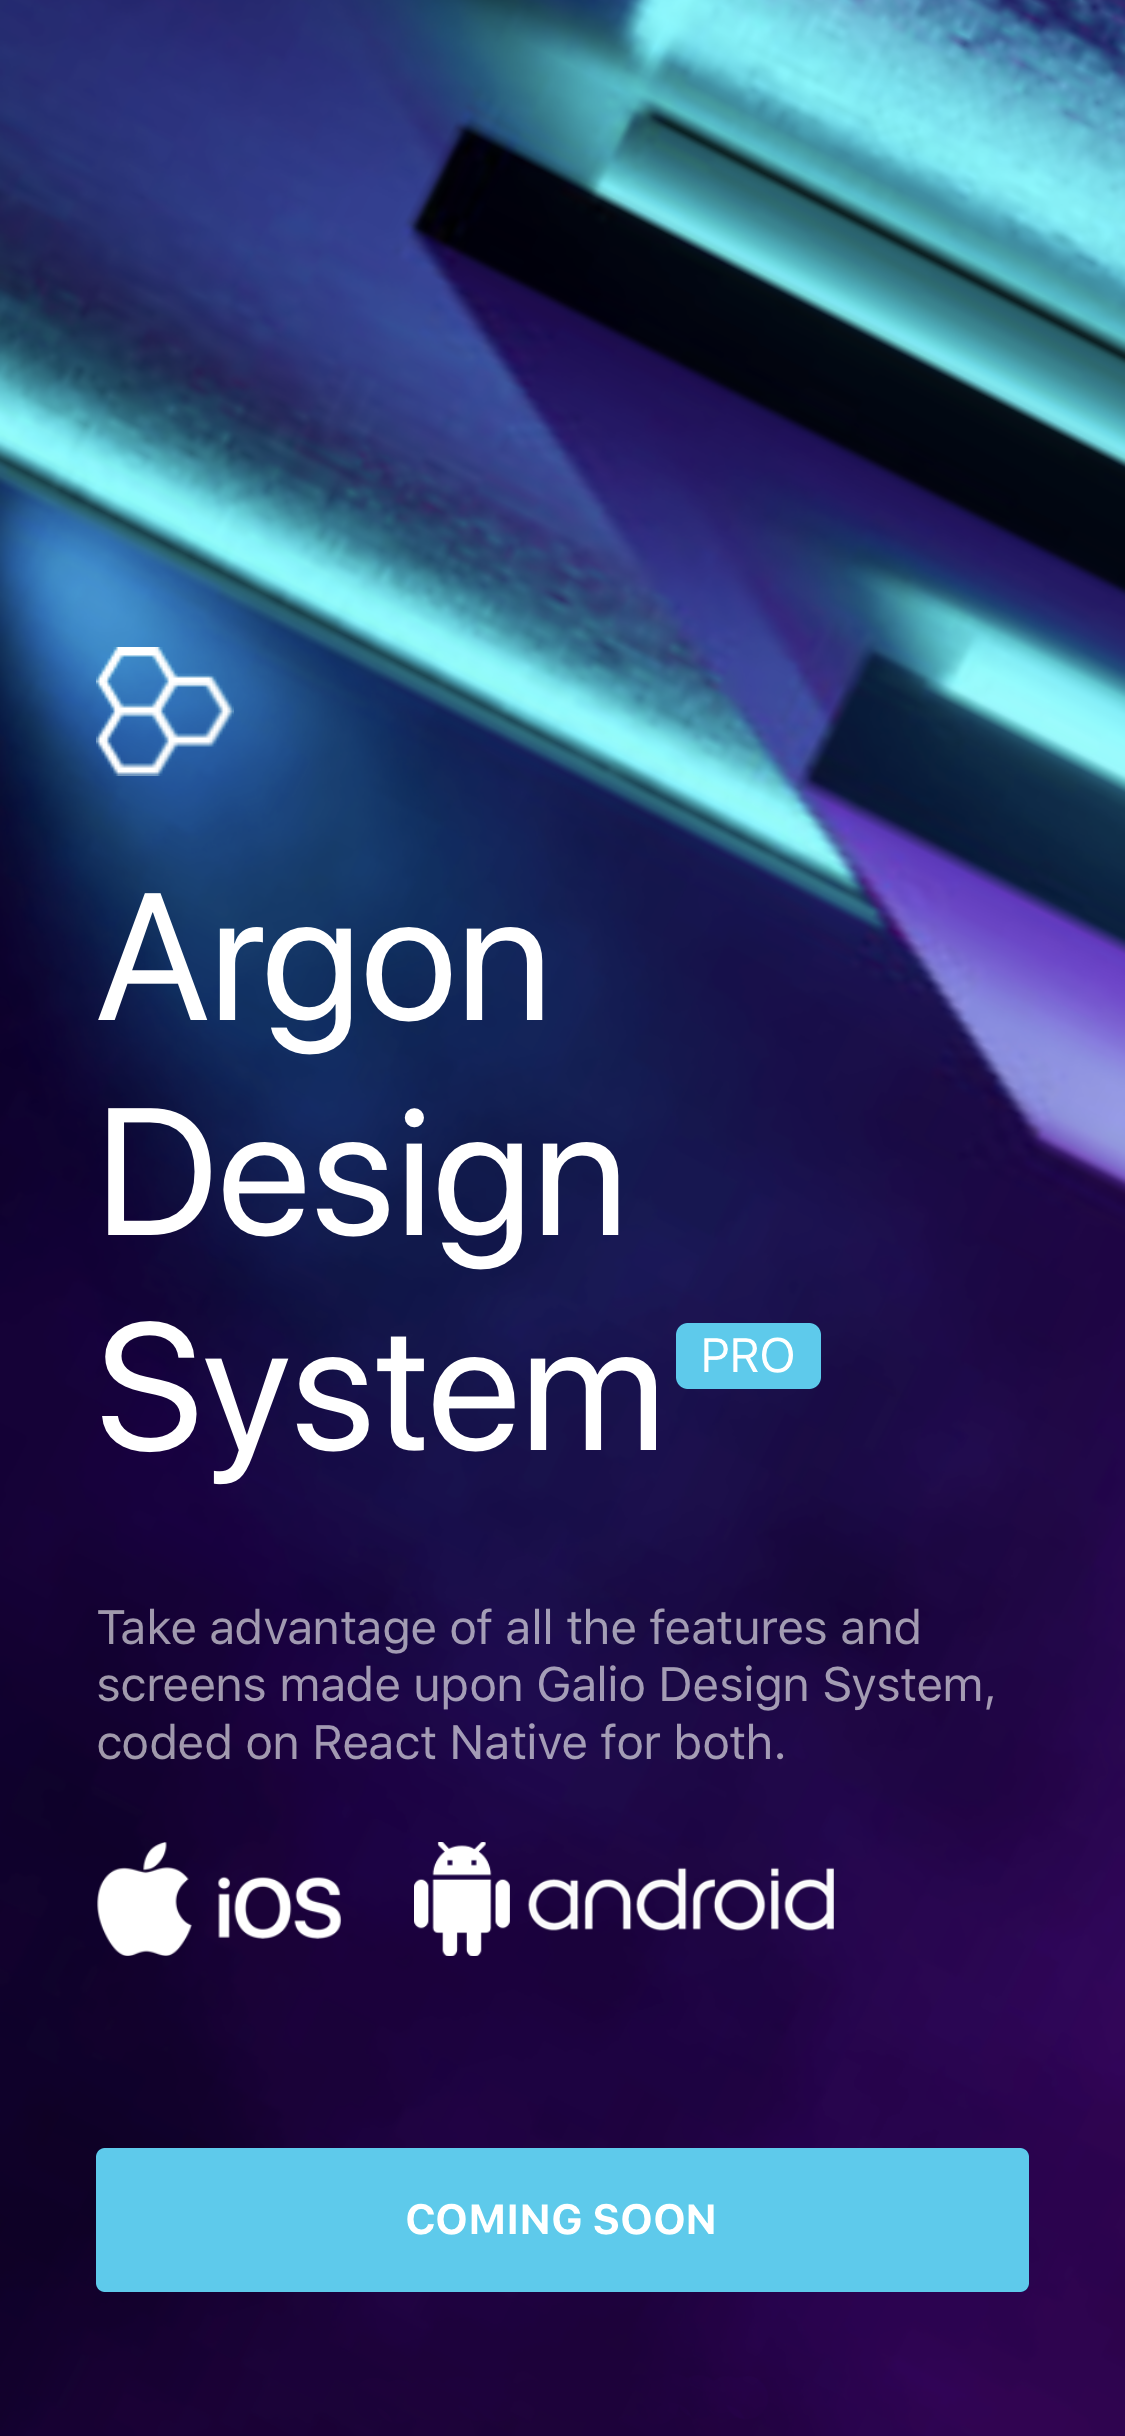 Argon
Design
System PRO
Take advantage of all the features and
screens made upon Galio Design System,
coded on React Native for both.
iOS android
COMING SOON